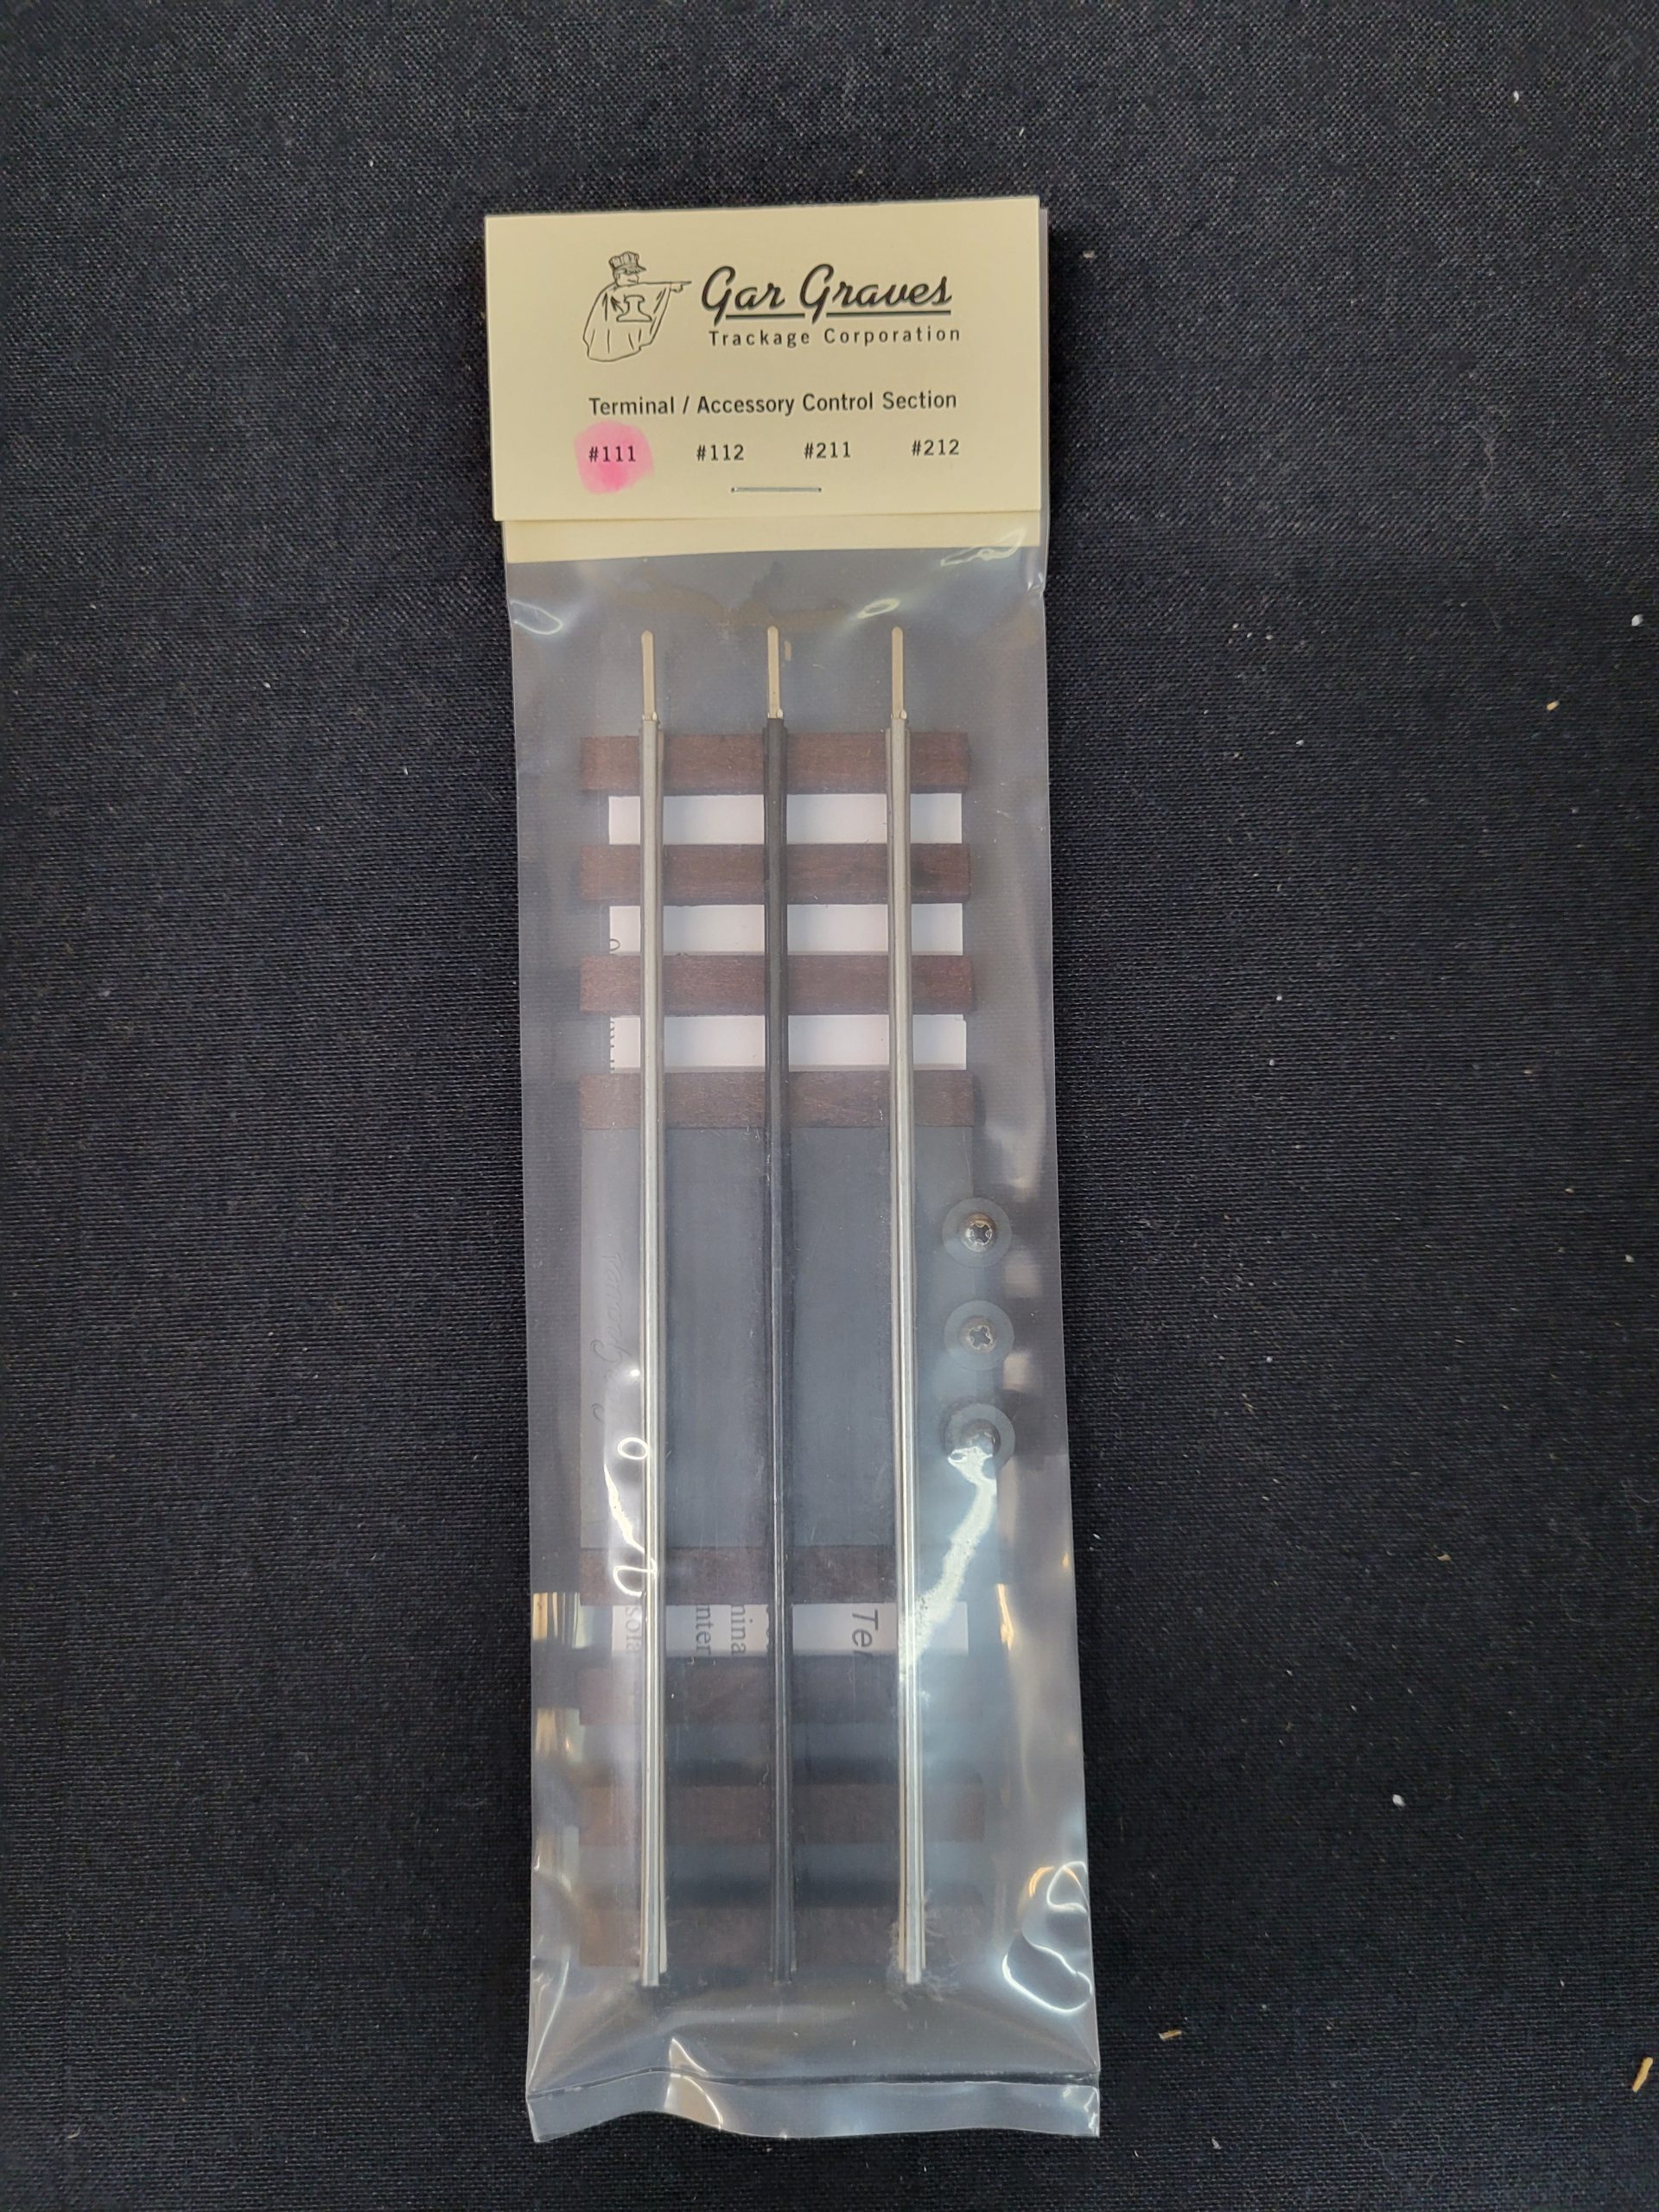 Gar Graves
Trackage Corporation
Terminal / Accessory Control Section
#111 #112 #211 #212